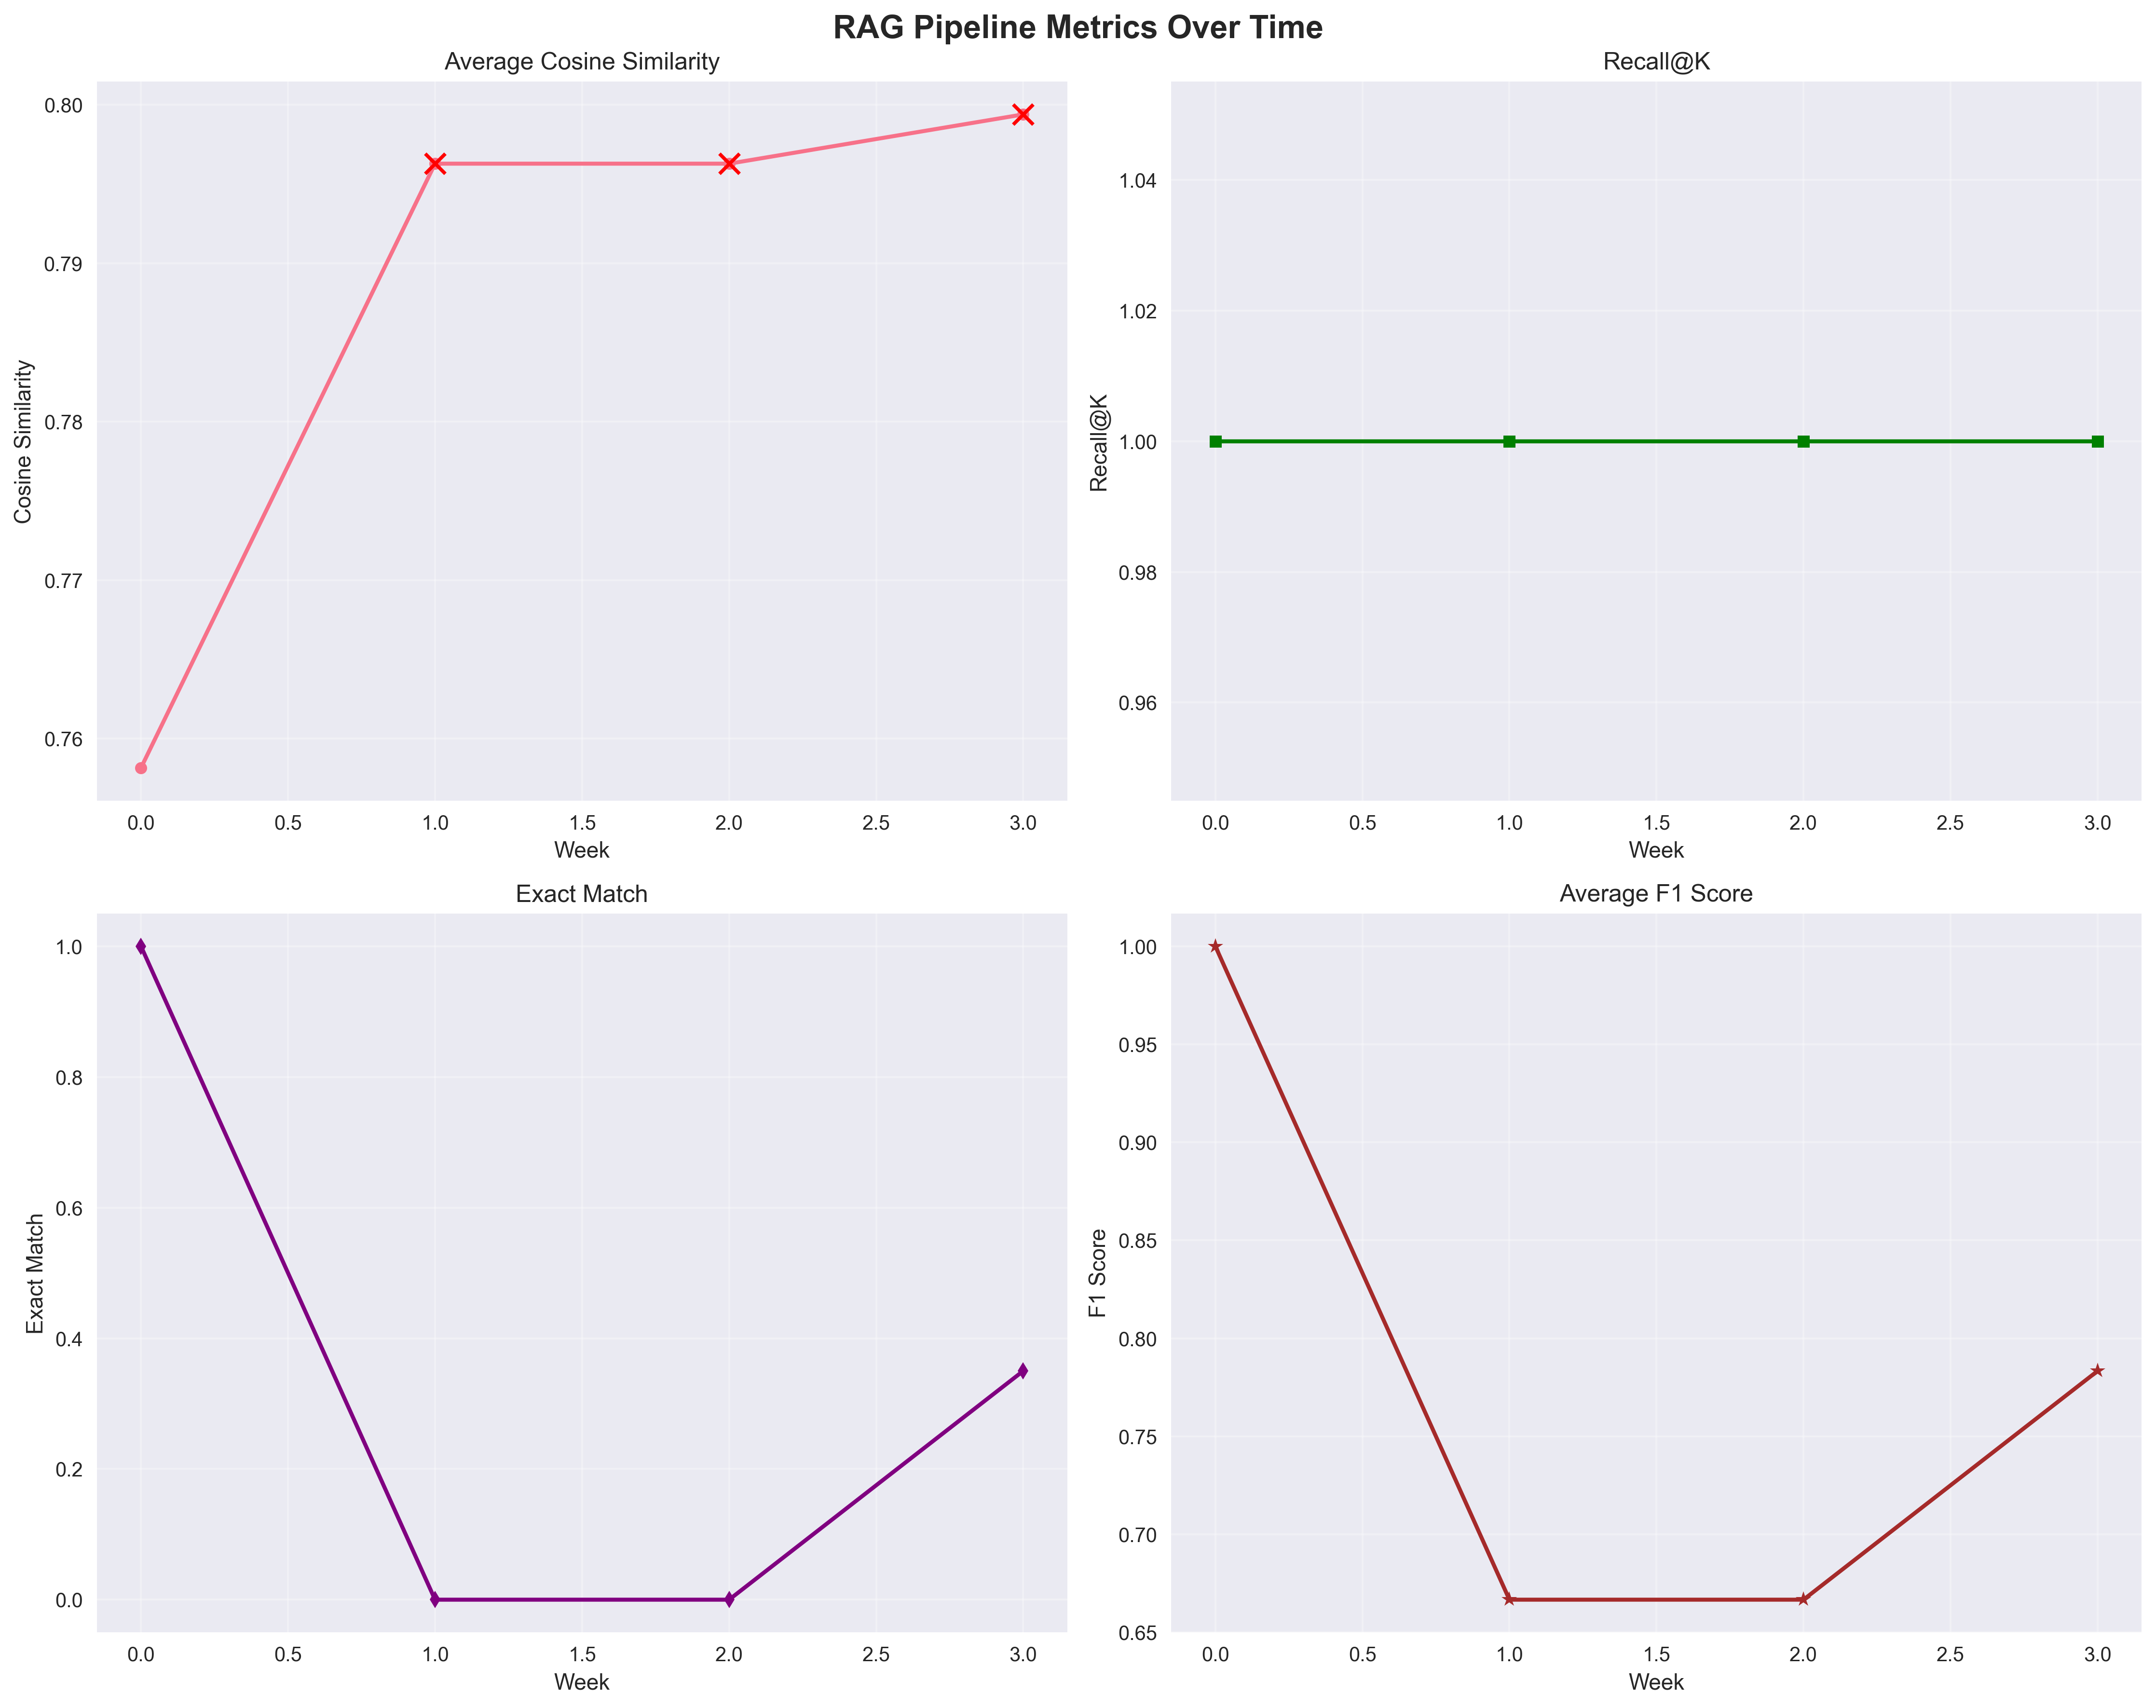 RAG Pipeline Metrics Over Time
Average Cosine Similarity
Cosine Similarity
0.80
0.79
0.78
0.77
0.76
0.0 0.5 1.0 1.5 2.0 2.5 3.0
Week
Recall@K
Recall@K
1.04
1.02
1.00
0.98
0.96
0.0 0.5 1.0 1.5 2.0 2.5 3.0
Week
Exact Match
Exact Match
1.0
0.8
0.6
0.4
0.2
0.0
0.0 0.5 1.0 1.5 2.0 2.5 3.0
Week
Average F1 Score
F1 Score
1.00
0.95
0.90
0.85
0.80
0.75
0.70
0.65
0.0 0.5 1.0 1.5 2.0 2.5 3.0
Week